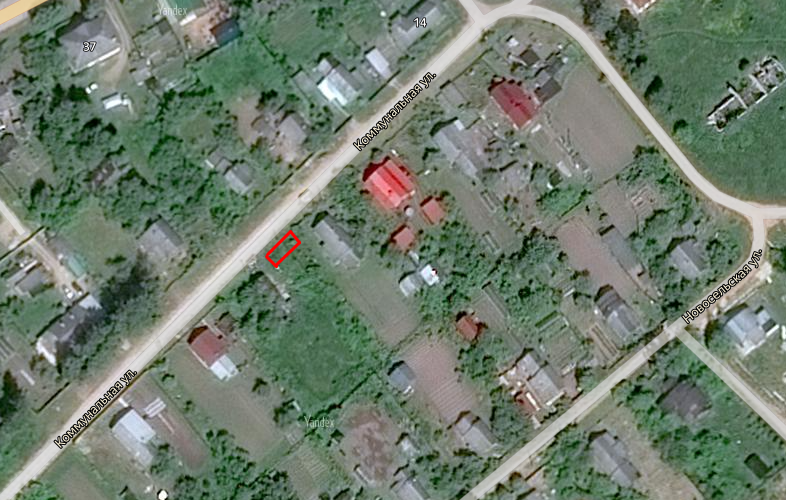 Yandex
14
37
Коммунальная ул.
Новосельская ул.
Коммунальная ул.
Yandex